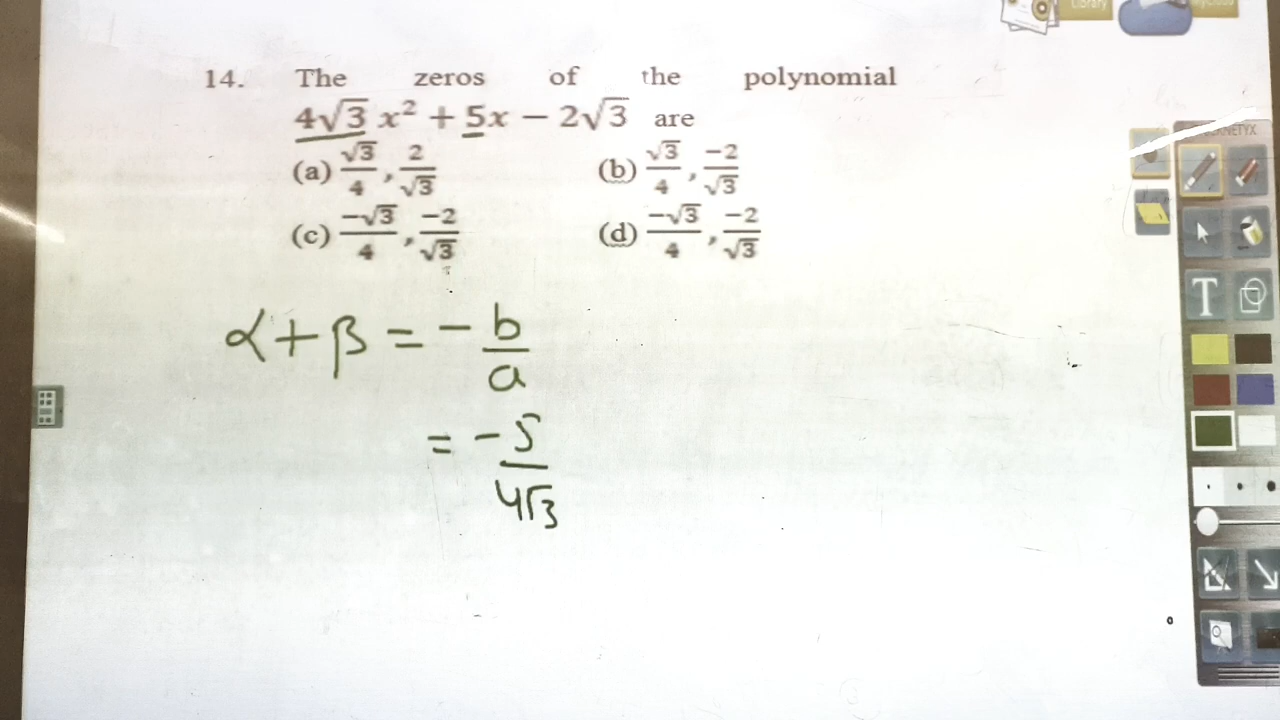 Library
14. The zeros of the polynomial
4√3 x² + 5x − 2√3 are
(a) √3/4 , 2/√3 (b) √3/4 , −2/√3
(c) −√3/4 , −2/√3 (d) −√3/4 , −2/√3
α + β = − b/a
= − 5/4√3
T